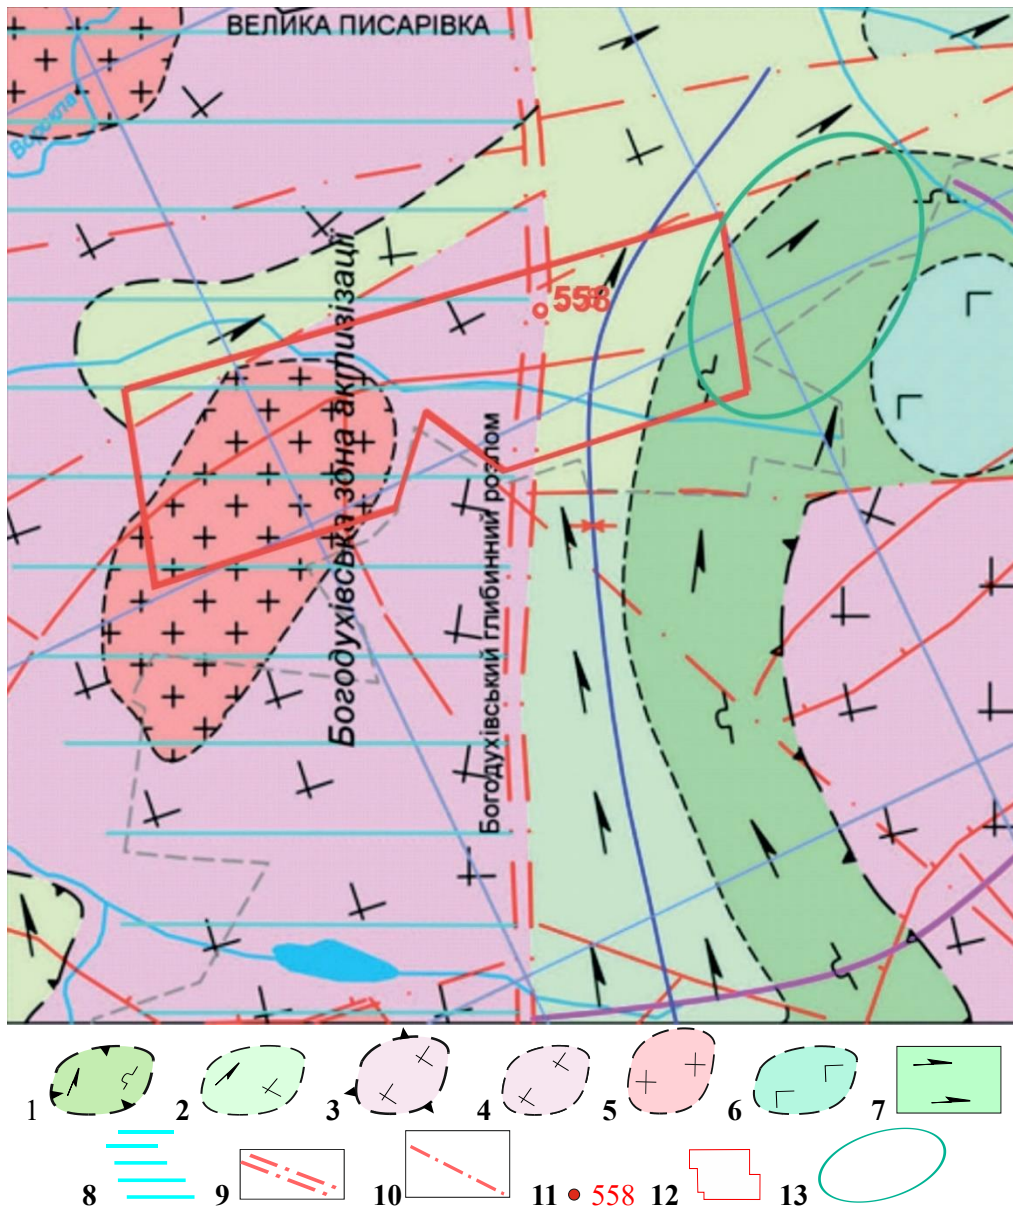 ВЕЛИКА ПИСАРІВКА
Ворскла
558
Богодухівська зона активізації
Богодухівський глибинний розлом
1 2 3 4 5 6 7
8 9 10 11 558 12 13